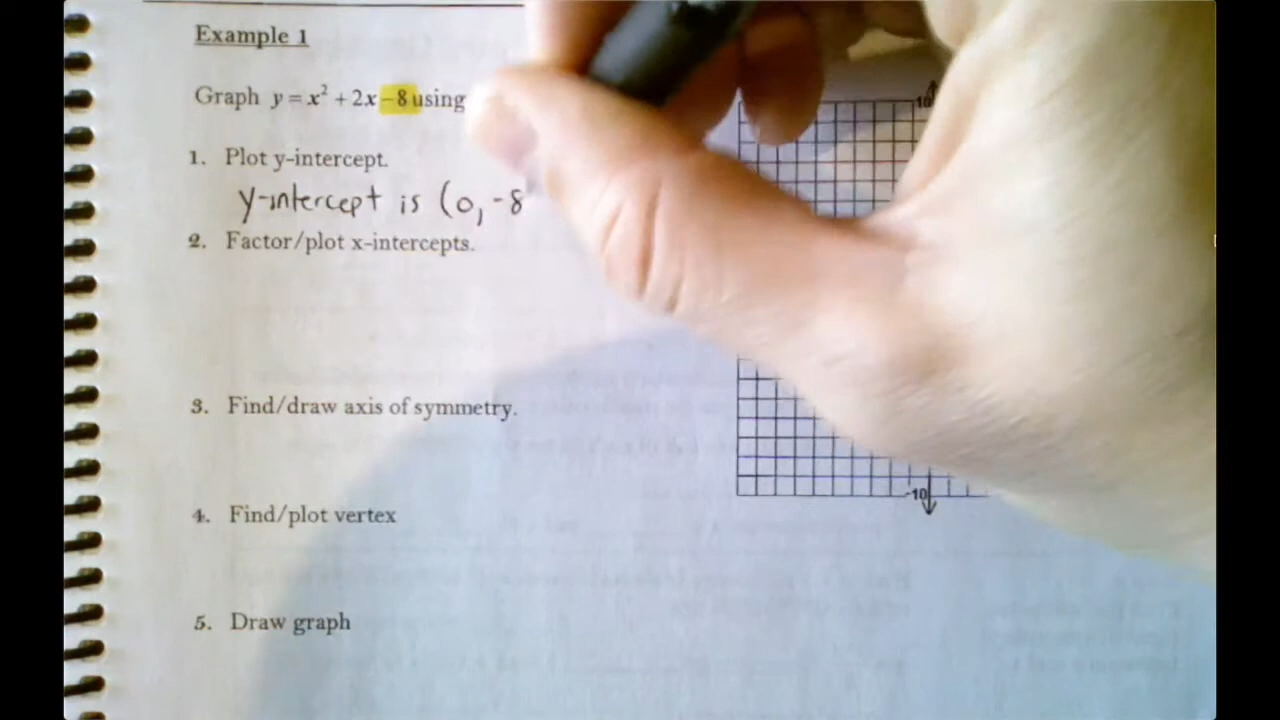 Example 1
Graph y = x² + 2x - 8 using
1. Plot y-intercept.
y-intercept is (0, -8
2. Factor/plot x-intercepts.
3. Find/draw axis of symmetry.
4. Find/plot vertex
5. Draw graph
10
-10